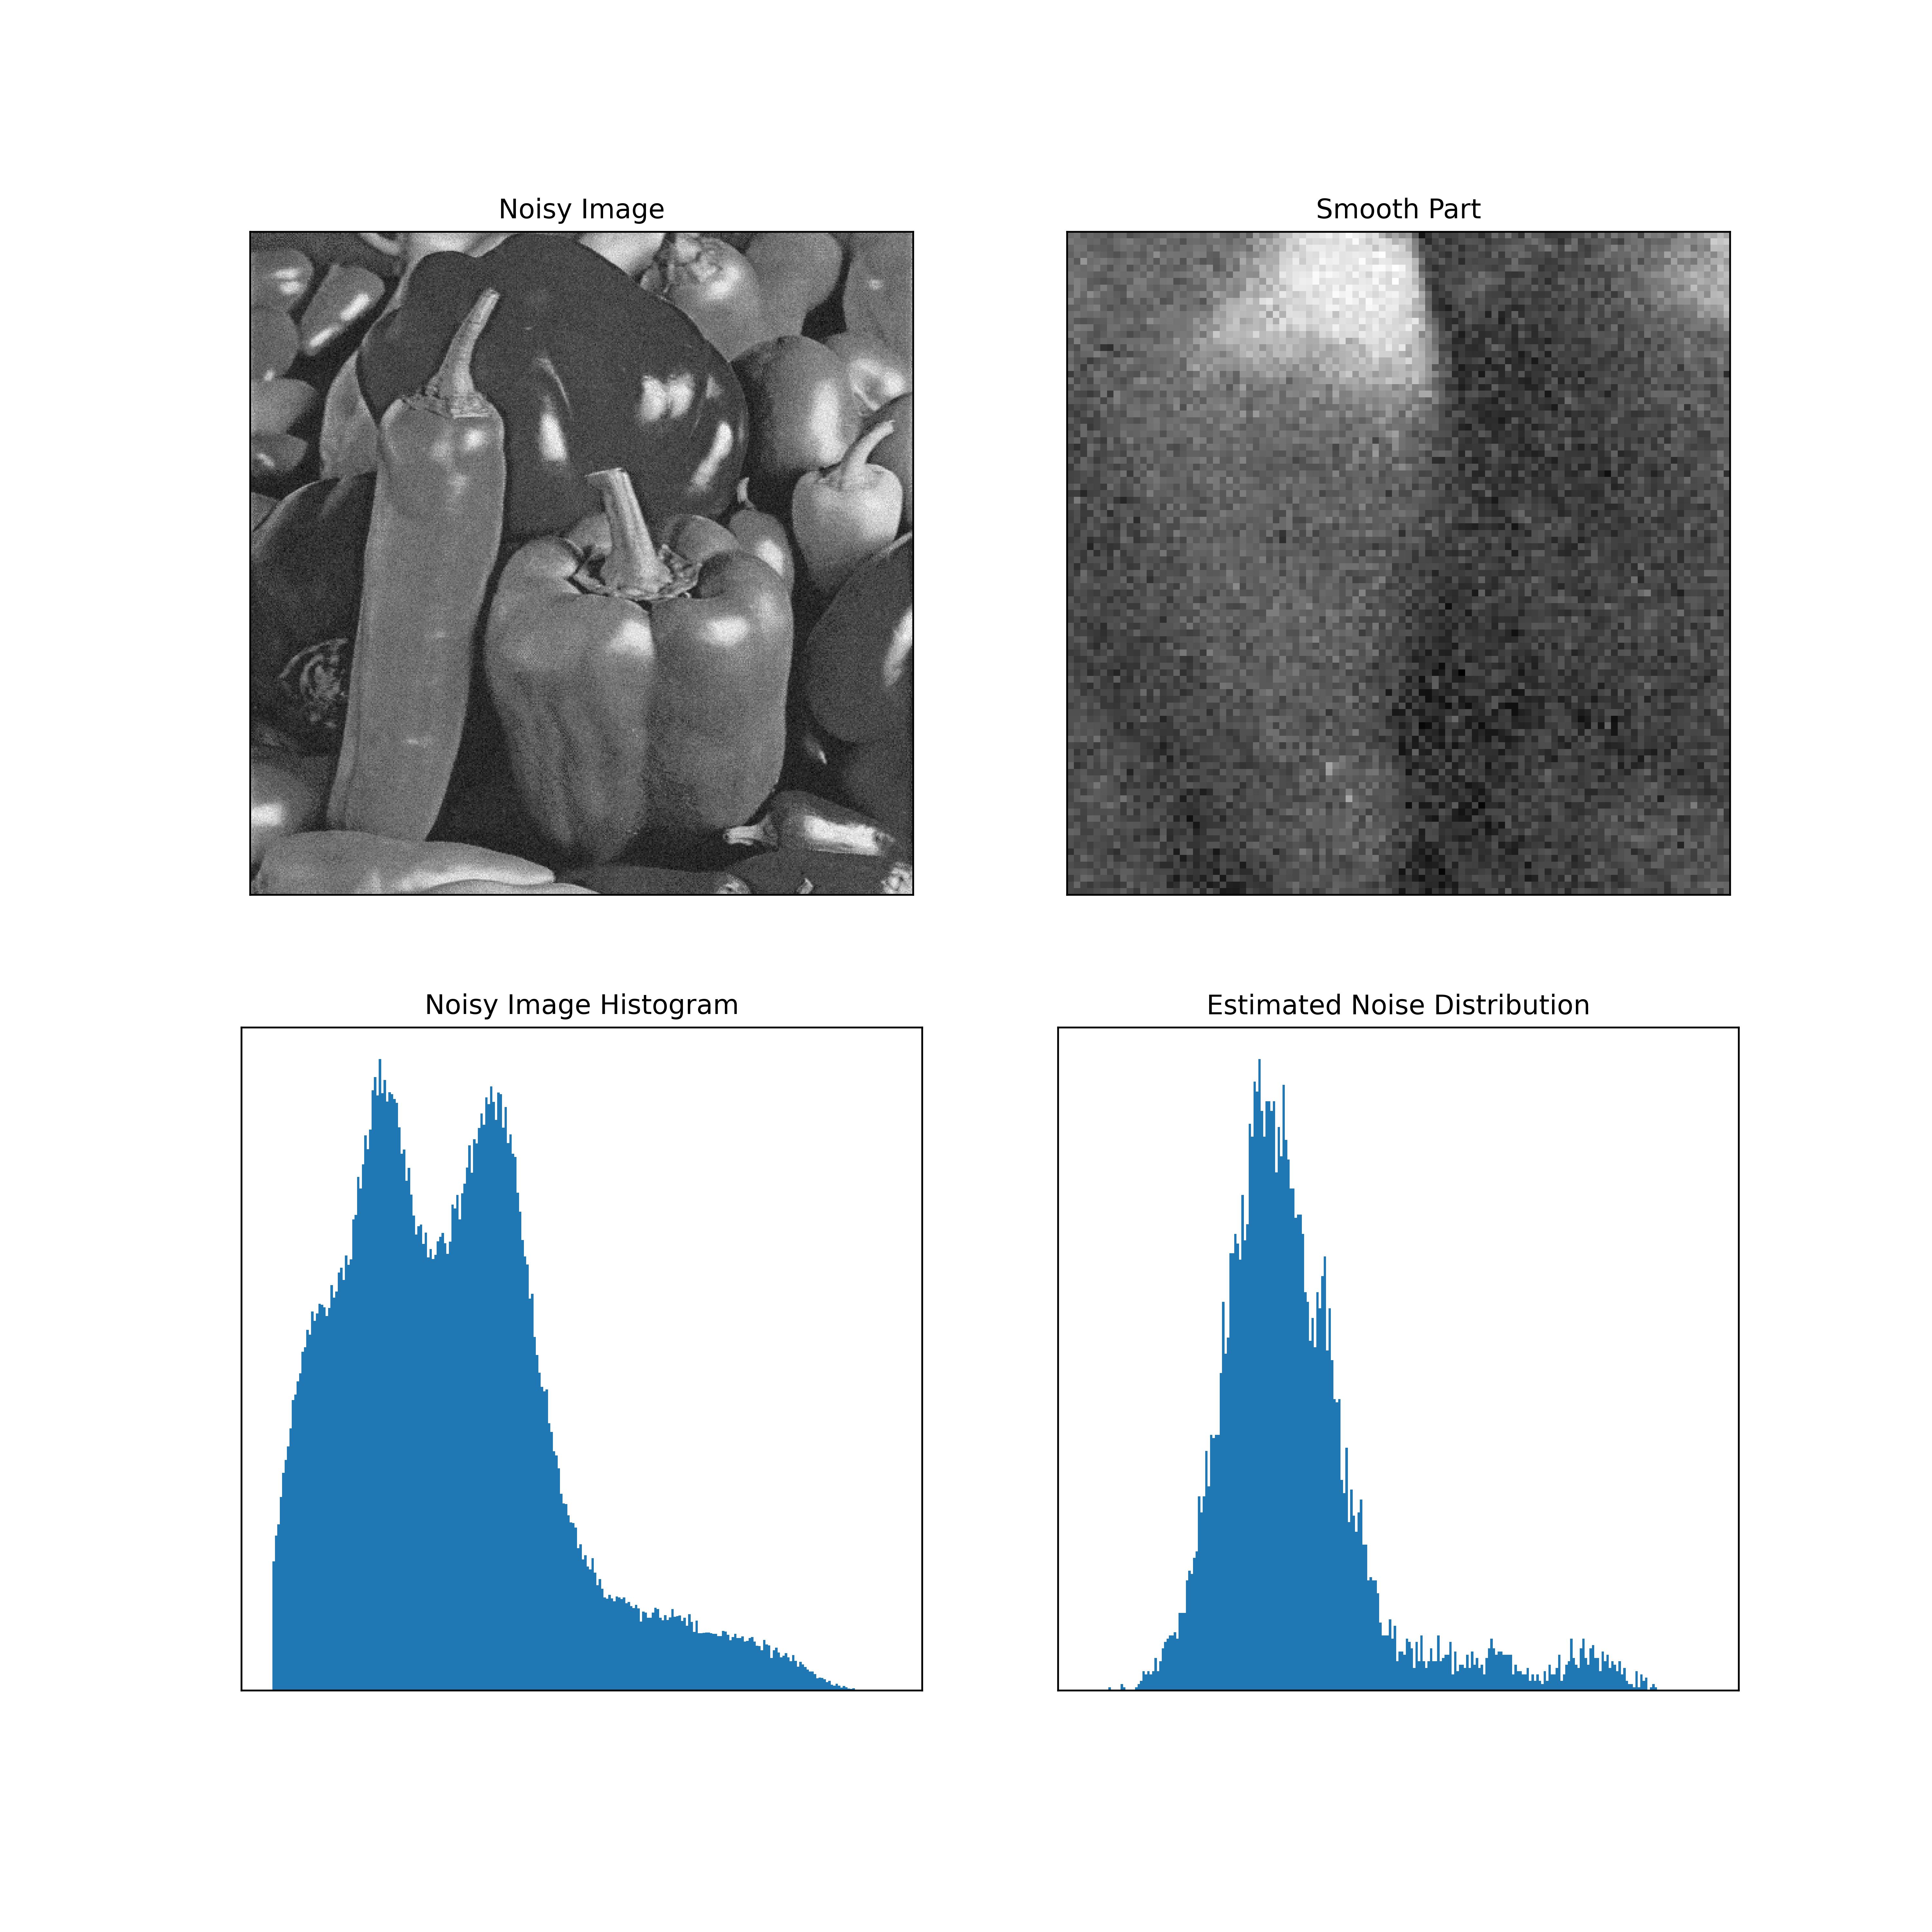 Noisy Image
Smooth Part
Noisy Image Histogram
Estimated Noise Distribution